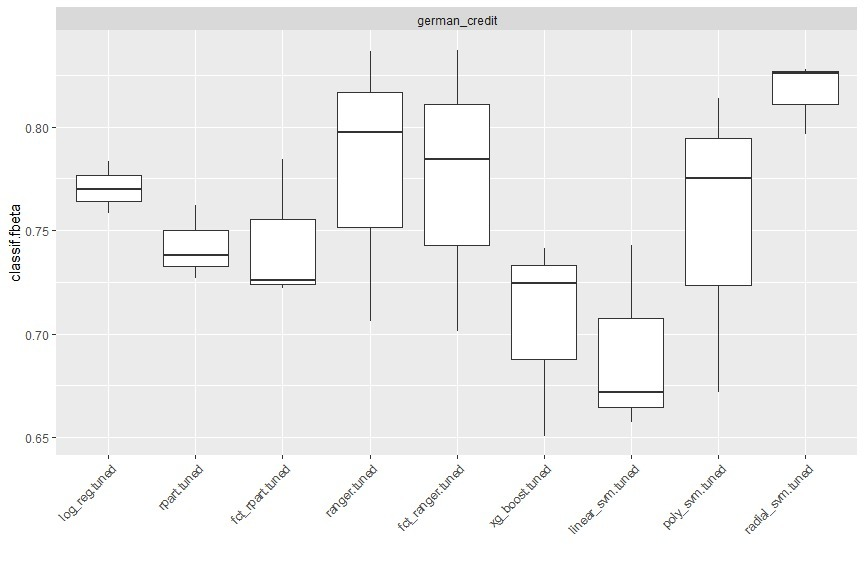 german_credit
classif.fbeta
0.80
0.75
0.70
0.65
log_reg.tuned
rpart.tuned
fct_rpart.tuned
ranger.tuned
fct_ranger.tuned
xg_boost.tuned
linear_svm.tuned
poly_svm.tuned
radial_svm.tuned